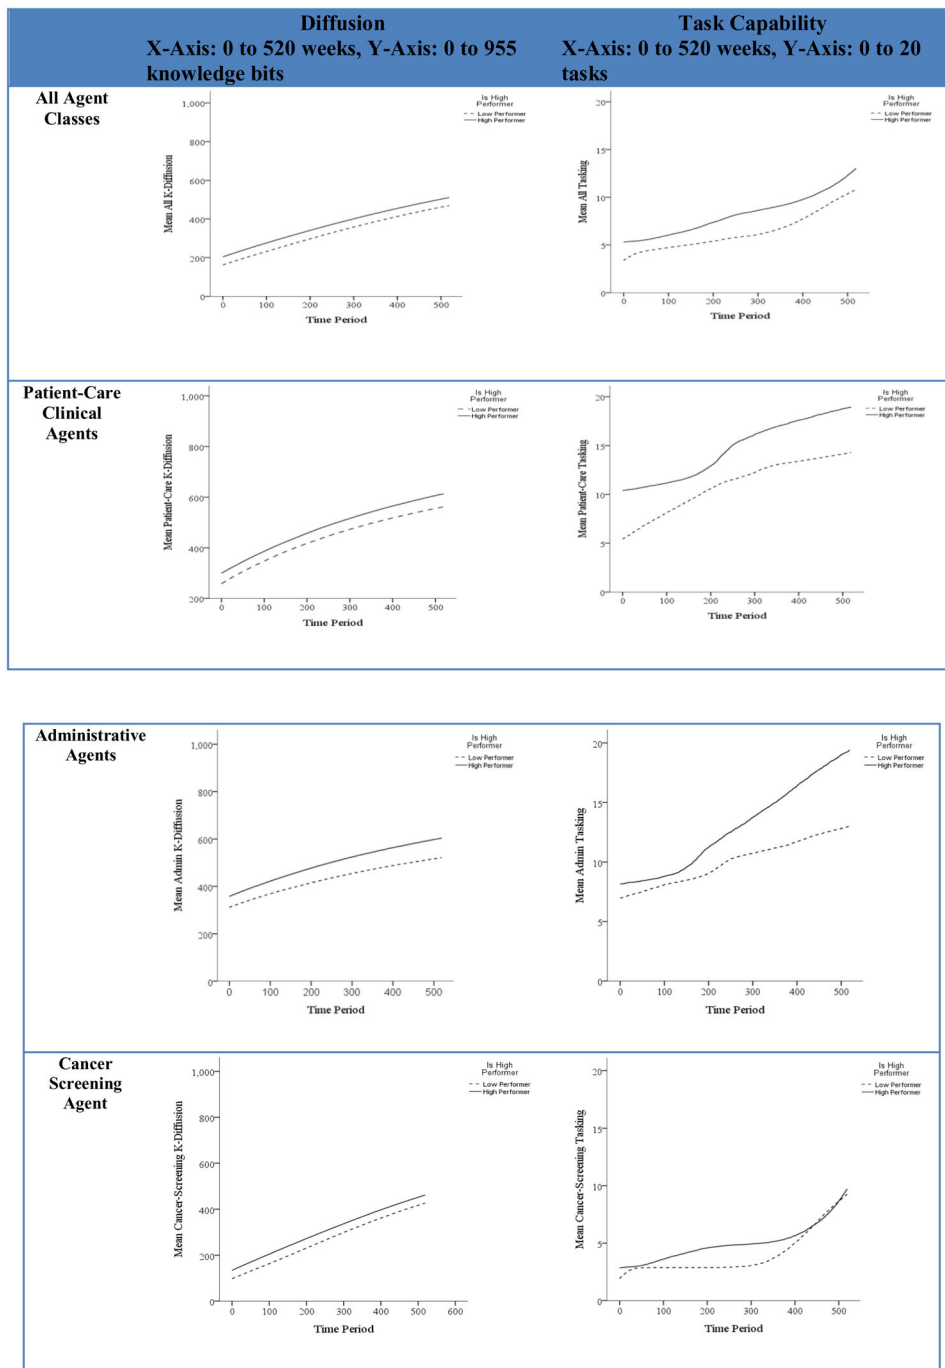 Diffusion
X-Axis: 0 to 520 weeks, Y-Axis: 0 to 955
knowledge bits
Task Capability
X-Axis: 0 to 520 weeks, Y-Axis: 0 to 20
tasks
All Agent
Classes
1,000
800
600
400
200
0
Mean All K-Diffusion
0 100 200 300 400 500
Time Period
Is High
Performer
Low Performer
High Performer
20
15
10
5
0
Mean All Tasking
0 100 200 300 400 500
Time Period
Is High
Performer
Low Performer
High Performer
Patient-Care
Clinical
Agents
1,000
800
600
400
200
Mean Patient-Care K-Diffusion
0 100 200 300 400 500
Time Period
Is High
Performer
Low Performer
High Performer
20
15
10
5
0
Mean Patient-Care Tasking
0 100 200 300 400 500
Time Period
Is High
Performer
Low Performer
High Performer
Administrative
Agents
1,000
800
600
400
200
0
Mean Admin K-Diffusion
0 100 200 300 400 500
Time Period
Is High
Performer
Low Performer
High Performer
20
15
10
5
0
Mean Admin Tasking
0 100 200 300 400 500
Time Period
Is High
Performer
Low Performer
High Performer
Cancer
Screening
Agent
1,000
800
600
400
200
0
Mean Cancer-Screening K-Diffusion
0 100 200 300 400 500 600
Time Period
Is High
Performer
Low Performer
High Performer
20
15
10
5
0
Mean Cancer-Screening Tasking
0 100 200 300 400 500
Time Period
Is High
Performer
Low Performer
High Performer